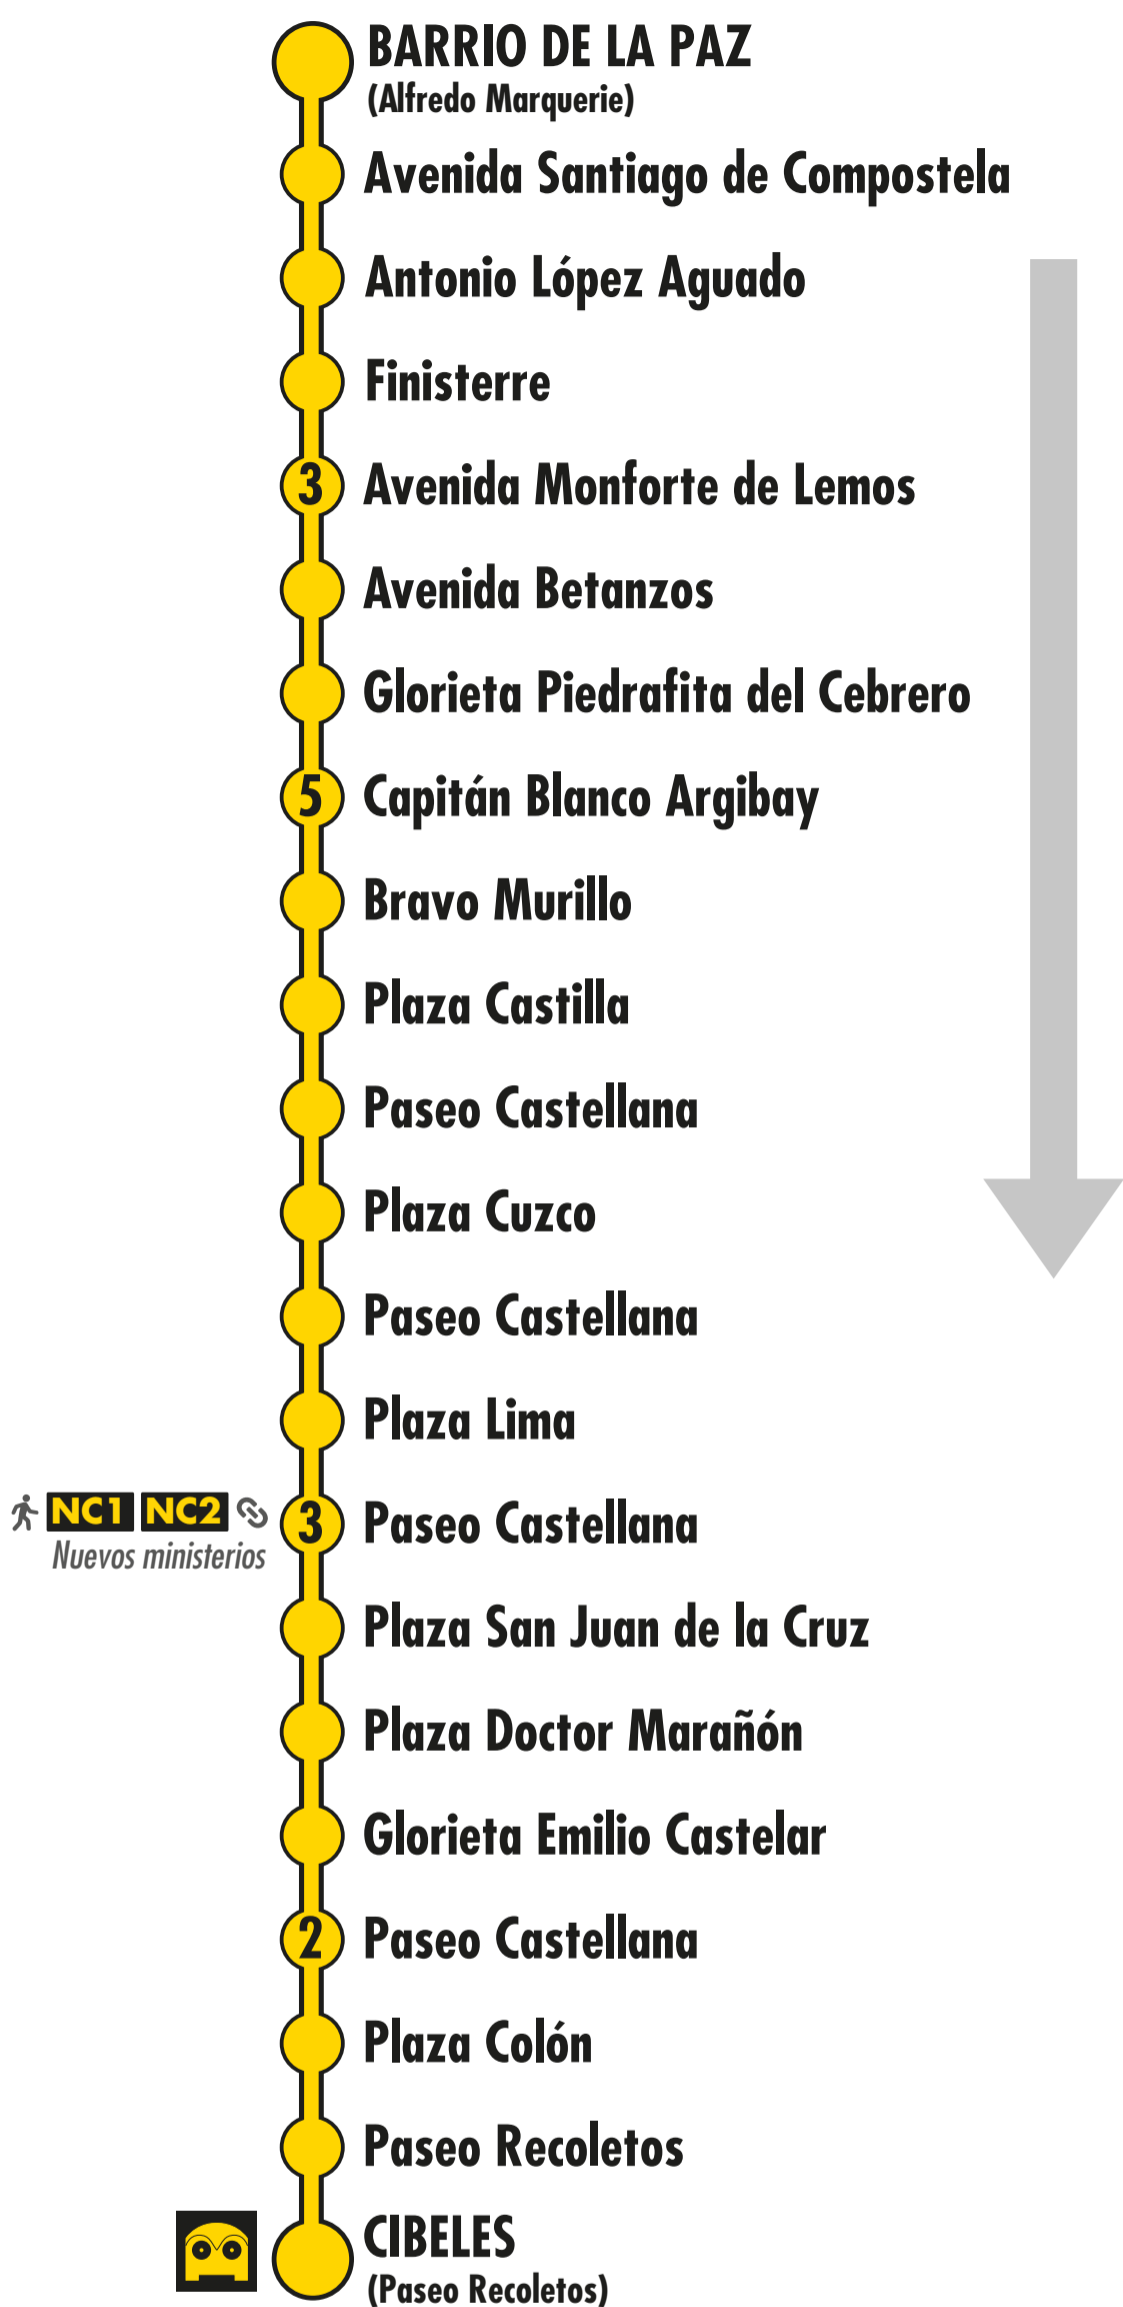 BARRIO DE LA PAZ
(Alfredo Marquerie)
Avenida Santiago de Compostela
Antonio López Aguado
Finisterre
3 Avenida Monforte de Lemos
Avenida Betanzos
Glorieta Piedrafita del Cebrero
5 Capitán Blanco Argibay
Bravo Murillo
Plaza Castilla
Paseo Castellana
Plaza Cuzco
Paseo Castellana
Plaza Lima
NC1 NC2 3 Paseo Castellana
Nuevos ministerios
Plaza San Juan de la Cruz
Plaza Doctor Marañón
Glorieta Emilio Castelar
2 Paseo Castellana
Plaza Colón
Paseo Recoletos
CIBELES
(Paseo Recoletos)